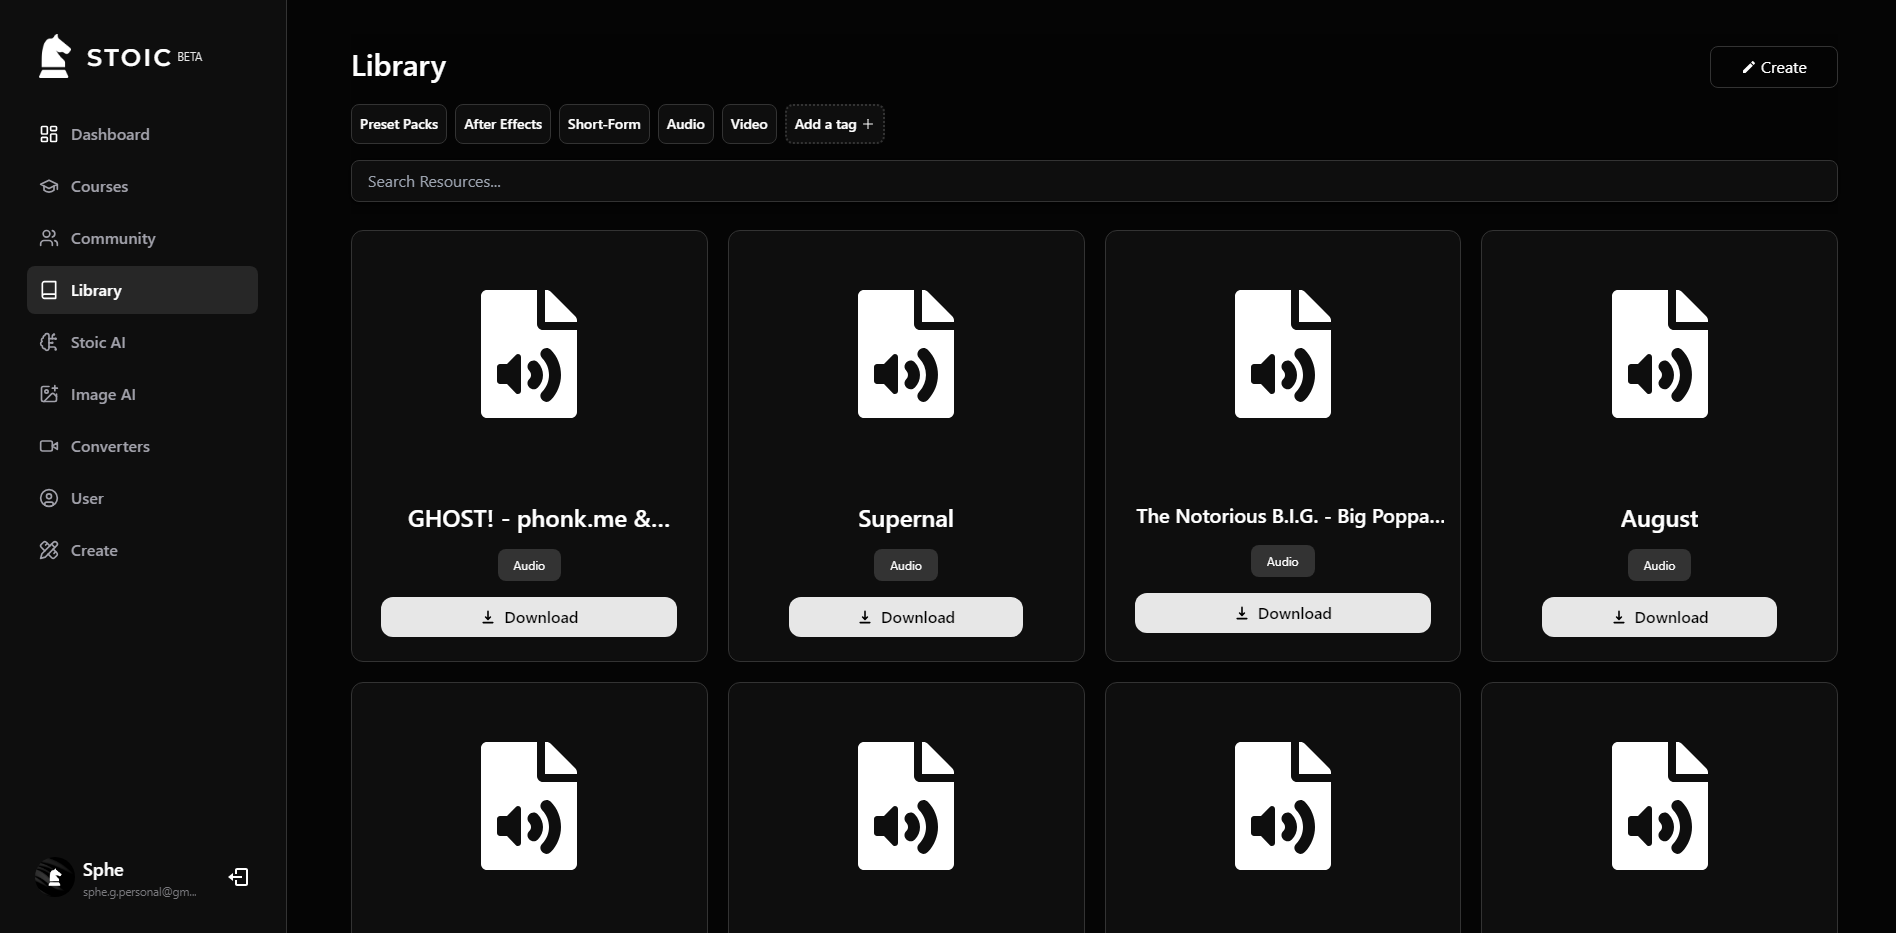 STOIC BETA
Dashboard
Courses
Community
Library
Stoic AI
Image AI
Converters
User
Create
Sphe
sphe.g.personal@gm...
Library
Create
Preset Packs
After Effects
Short-Form
Audio
Video
Add a tag +
Search Resources...
GHOST! - phonk.me &...
Audio
Download
Supernal
Audio
Download
The Notorious B.I.G. - Big Poppa...
Audio
Download
August
Audio
Download